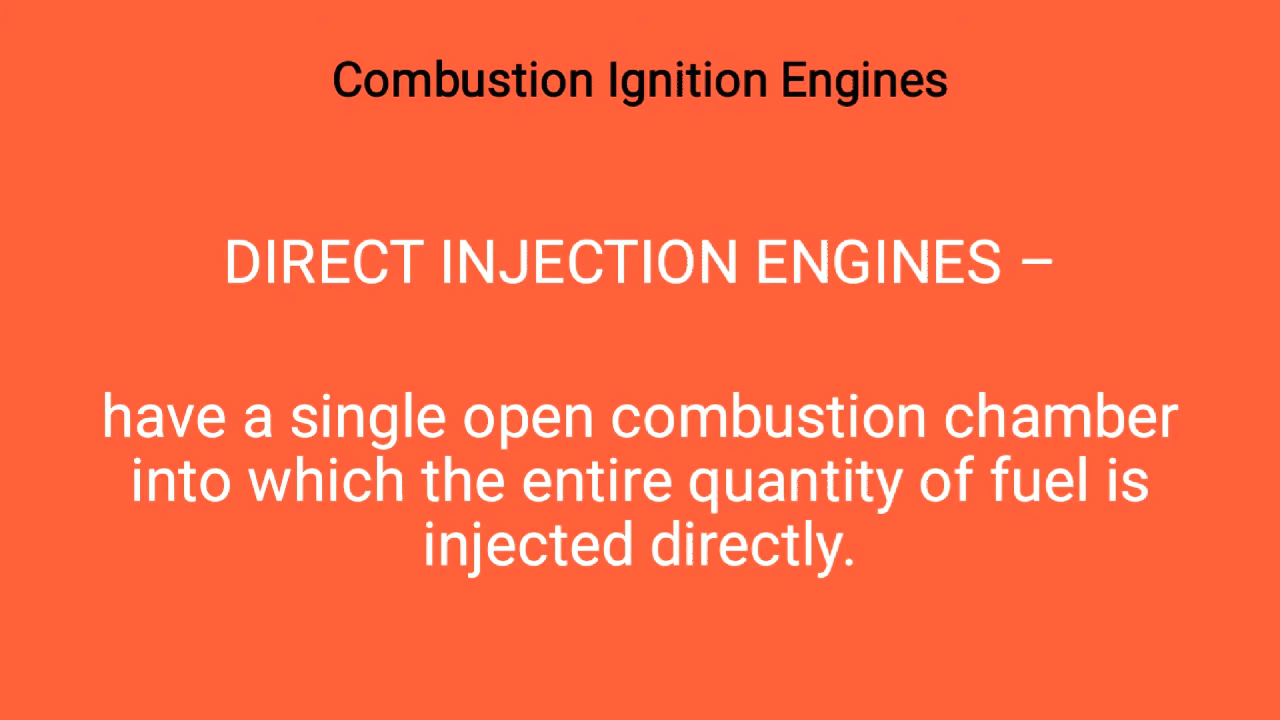 Combustion Ignition Engines
DIRECT INJECTION ENGINES –
have a single open combustion chamber
into which the entire quantity of fuel is
injected directly.